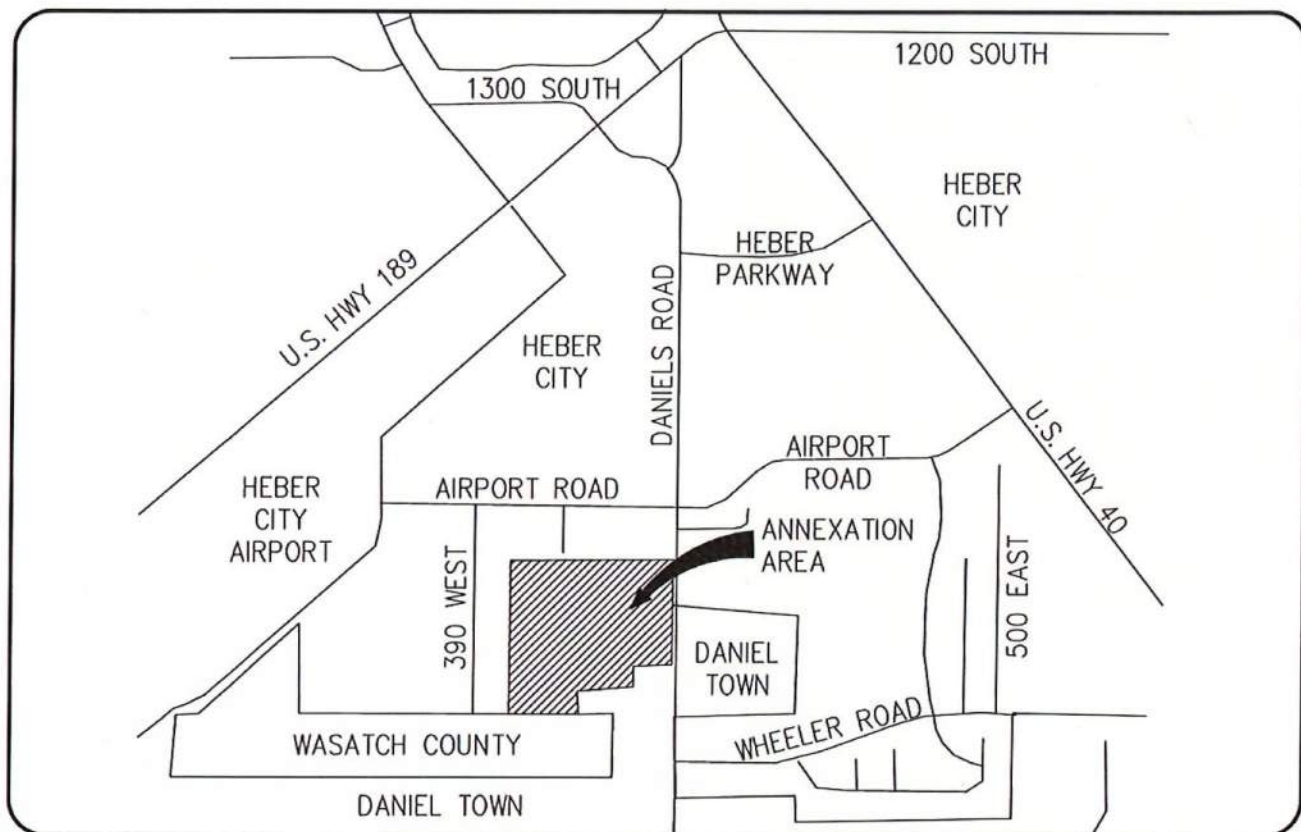 1200 SOUTH
1300 SOUTH
HEBER
CITY
HEBER
PARKWAY
U.S. HWY 189
DANIELS ROAD
HEBER
CITY
U.S. HWY 40
AIRPORT
ROAD
HEBER
CITY
AIRPORT
AIRPORT ROAD
ANNEXATION
AREA
390 WEST
500 EAST
DANIEL
TOWN
WHEELER ROAD
WASATCH COUNTY
DANIEL TOWN